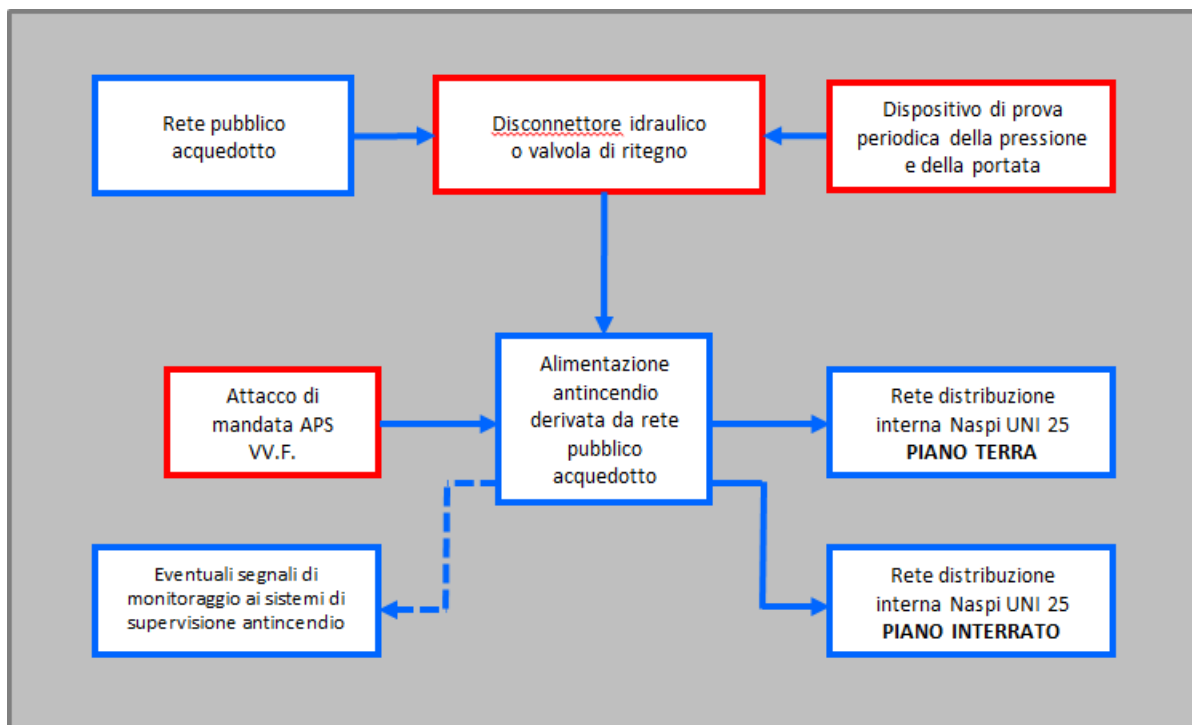 Rete pubblico
acquedotto
Disconnettore idraulico
o valvola di ritegno
Dispositivo di prova
periodica della pressione
e della portata
Attacco di
mandata APS
VV.F.
Alimentazione
antincendio
derivata da rete
pubblico
acquedotto
Rete distribuzione
interna Naspi UNI 25
PIANO TERRA
Eventuali segnali di
monitoraggio ai sistemi di
supervisione antincendio
Rete distribuzione
interna Naspi UNI 25
PIANO INTERRATO